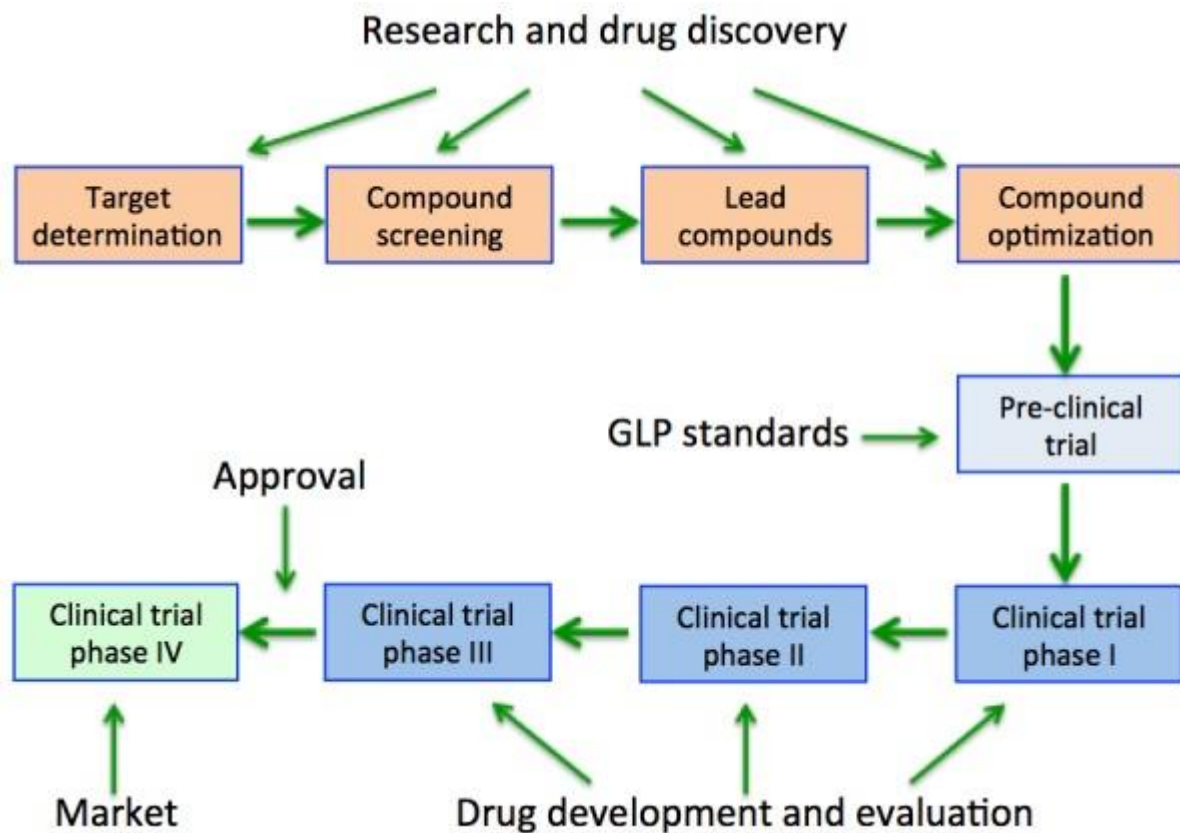 Research and drug discovery
Target
determination
Compound
screening
Lead
compounds
Compound
optimization
GLP standards
Pre-clinical
trial
Approval
Clinical trial
phase IV
Clinical trial
phase III
Clinical trial
phase II
Clinical trial
phase I
Market
Drug development and evaluation